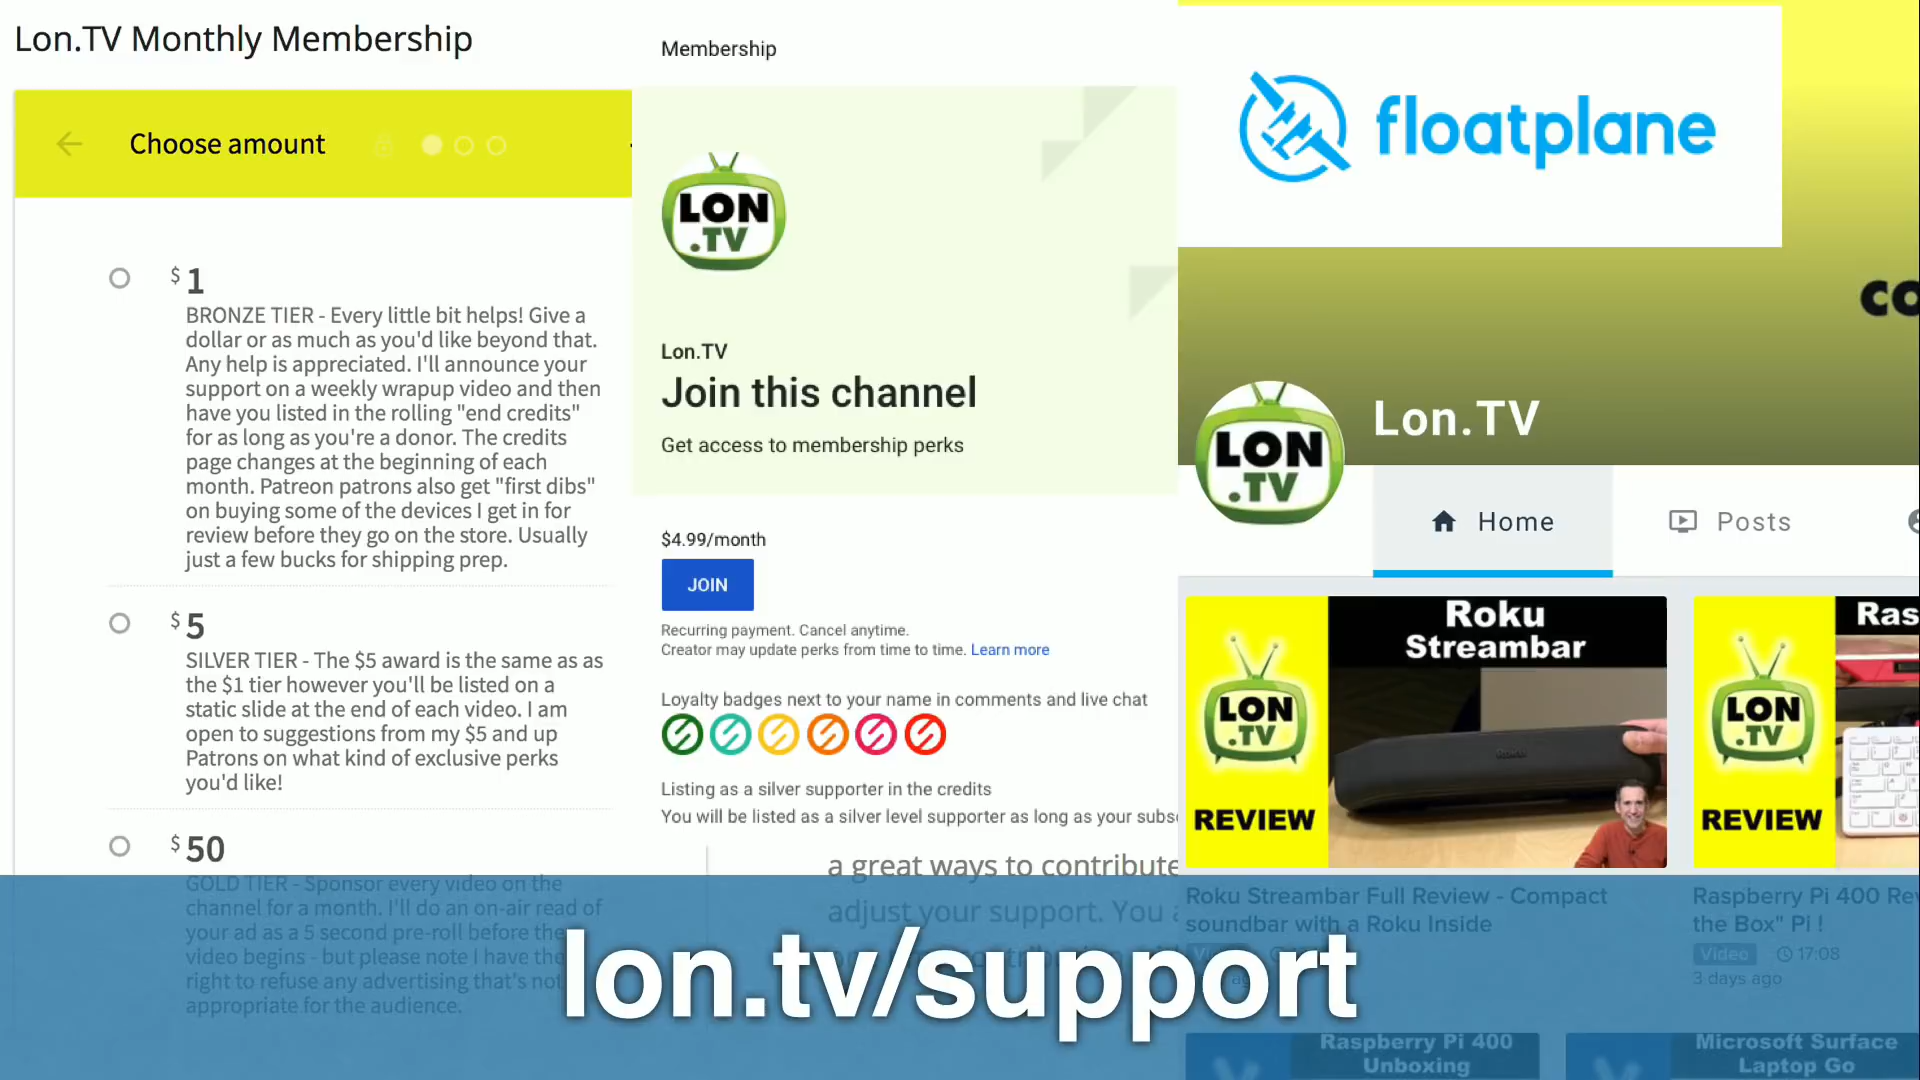 Lon.TV Monthly Membership
Choose amount
$1
BRONZE TIER - Every little bit helps! Give a
dollar or as much as you'd like beyond that.
Any help is appreciated. I'll announce your
support on a weekly wrapup video and then
have you listed in the rolling "end credits"
for as long as you're a donor. The credits
page changes at the beginning of each
month. Patreon patrons also get "first dibs"
on buying some of the devices I get in for
review before they go on the store. Usually
just a few bucks for shipping prep.
$5
SILVER TIER - The $5 award is the same as as
the $1 tier however you'll be listed on a
static slide at the end of each video. I am
open to suggestions from my $5 and up
Patrons on what kind of exclusive perks
you'd like!
$50
GOLD TIER - Sponsor every video on the
channel for a month. I'll do an on-air read of
your ad as a 5 second pre-roll before the
video begins - but please note I have the
right to refuse any advertising that's not
appropriate for the audience.
Membership
LON
.TV
Lon.TV
Join this channel
Get access to membership perks
$4.99/month
JOIN
Recurring payment. Cancel anytime.
Creator may update perks from time to time. Learn more
Loyalty badges next to your name in comments and live chat
Listing as a silver supporter in the credits
You will be listed as a silver level supporter as long as your subs
a great ways to contribute
adjust your support. You a
floatplane
CO
LON
.TV
Lon.TV
Home
Posts
Roku
Streambar
LON
.TV
REVIEW
ROKU
Ras
LON
.TV
REVIEW
Roku Streambar Full Review - Compact
soundbar with a Roku Inside
Raspberry Pi 400 Rev
the Box" Pi !
Video 17:08
3 days ago
Raspberry Pi 400
Unboxing
Microsoft Surface
Laptop Go
lon.tv/support